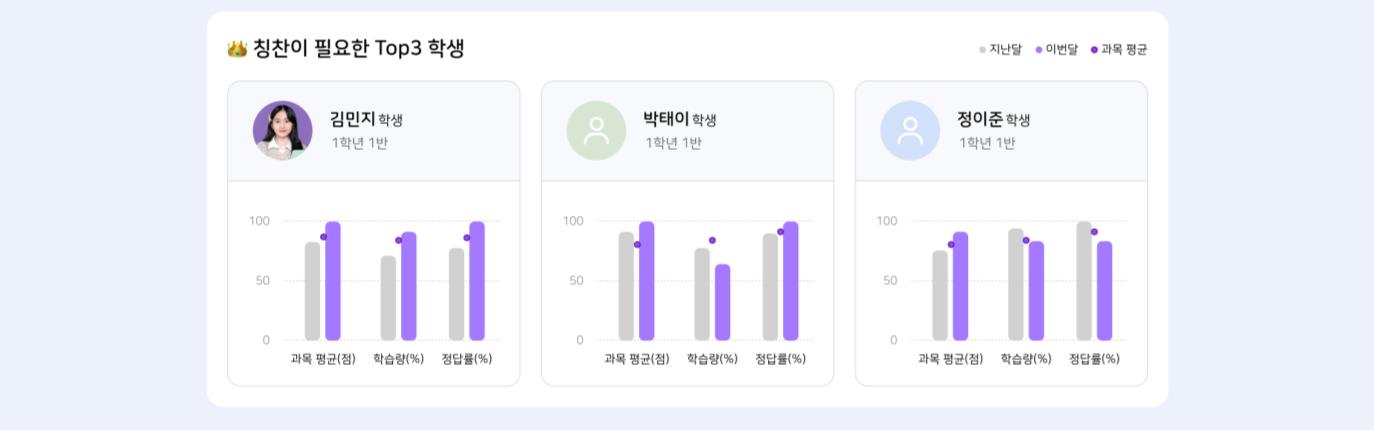 칭찬이 필요한 Top3 학생
지난달 이번달 과목 평균
김민지 학생
1학년 1반
100
50
0
과목 평균(점) 학습량(%) 정답률(%)
박태이 학생
1학년 1반
100
50
0
과목 평균(점) 학습량(%) 정답률(%)
정이준 학생
1학년 1반
100
50
0
과목 평균(점) 학습량(%) 정답률(%)